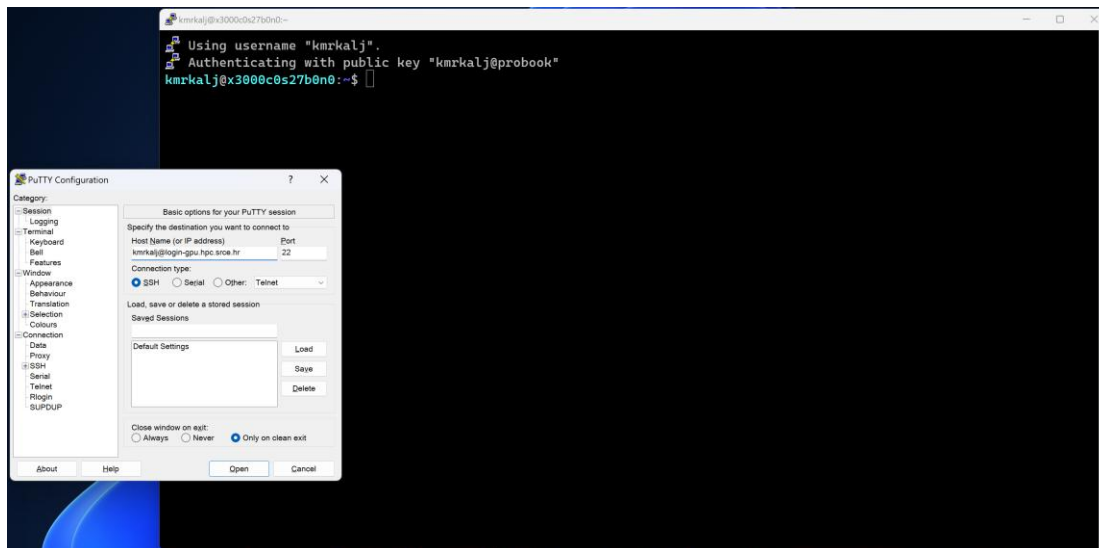 kmrkalj@x3000c0s27b0n0:~
Using username "kmrkalj".
Authenticating with public key "kmrkalj@probook"
kmrkalj@x3000c0s27b0n0:~$
PuTTY Configuration
Category:
Session
Logging
Terminal
Keyboard
Bell
Features
Window
Appearance
Behaviour
Translation
Selection
Colours
Connection
Data
Proxy
SSH
Serial
Telnet
Rlogin
SUPDUP
Basic options for your PuTTY session
Specify the destination you want to connect to
Host Name (or IP address) Port
kmrkalj@login-gpu.hpc.srce.hr 22
Connection type:
SSH Serial Other: Telnet
Load, save or delete a stored session
Saved Sessions
Default Settings
Load
Save
Delete
Close window on exit:
Always Never Only on clean exit
About Help Open Cancel